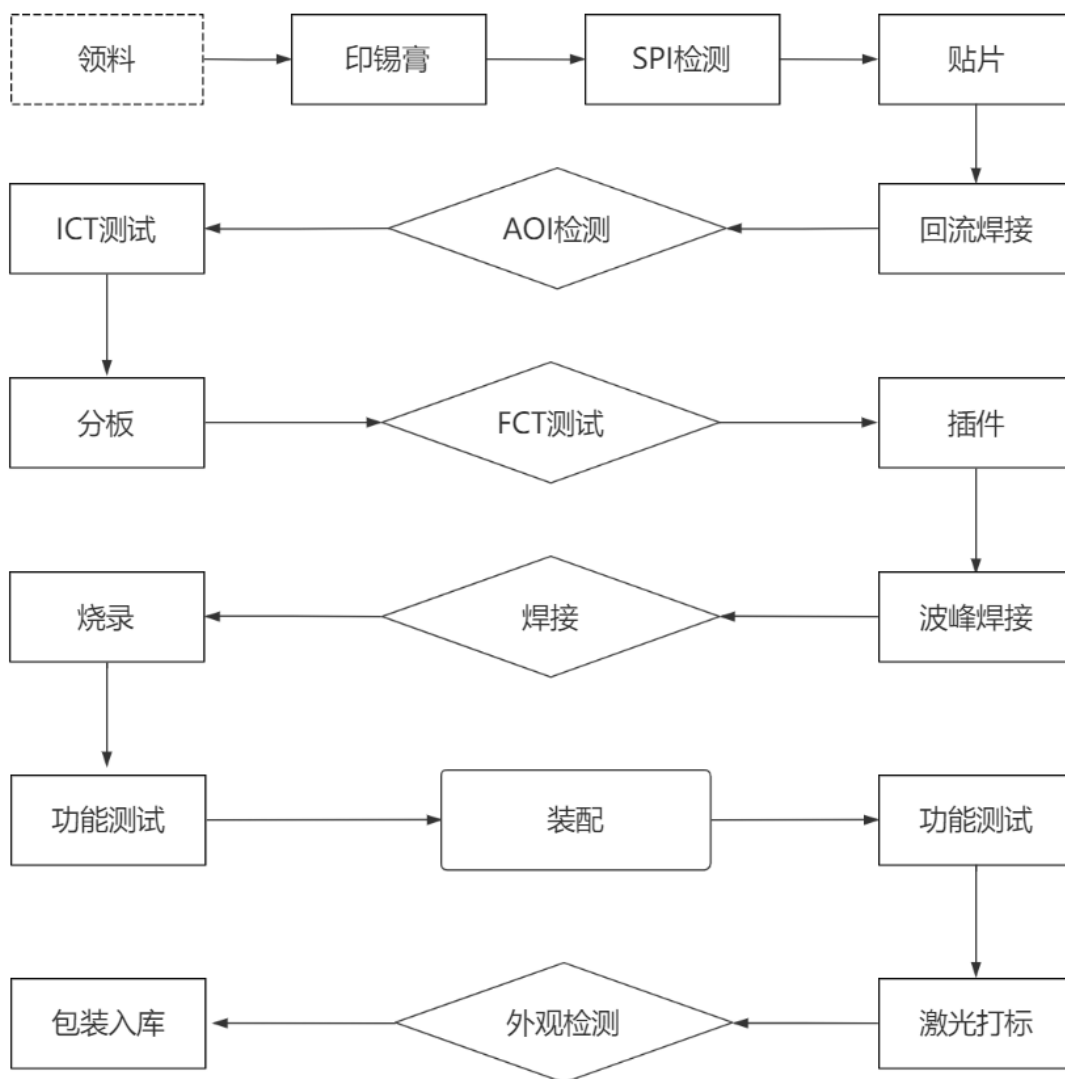 领料
印锡膏
SPI检测
贴片
ICT测试
AOI检测
回流焊接
分板
FCT测试
插件
烧录
焊接
波峰焊接
功能测试
装配
功能测试
包装入库
外观检测
激光打标